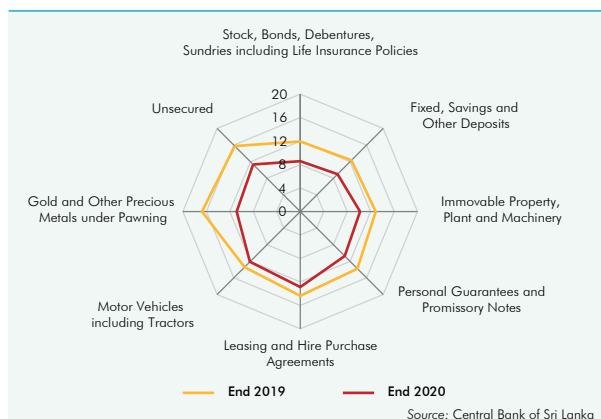 Stock, Bonds, Debentures,
Sundries including Life Insurance Policies
20
16
12
8
4
0
Unsecured
Fixed, Savings and
Other Deposits
Gold and Other Precious
Metals under Pawning
Immovable Property,
Plant and Machinery
Motor Vehicles
including Tractors
Personal Guarantees and
Promissory Notes
Leasing and Hire Purchase
Agreements
End 2019
End 2020
Source: Central Bank of Sri Lanka